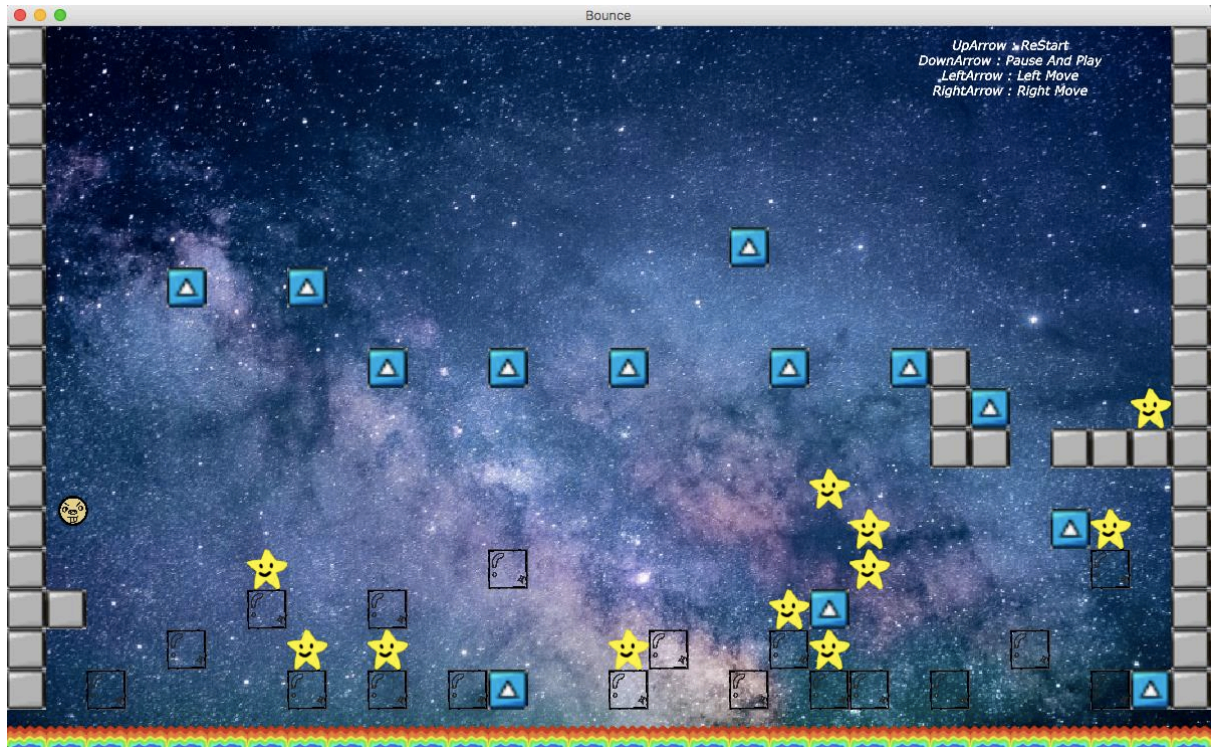 Bounce
UpArrow : ReStart
DownArrow : Pause And Play
LeftArrow : Left Move
RightArrow : Right Move